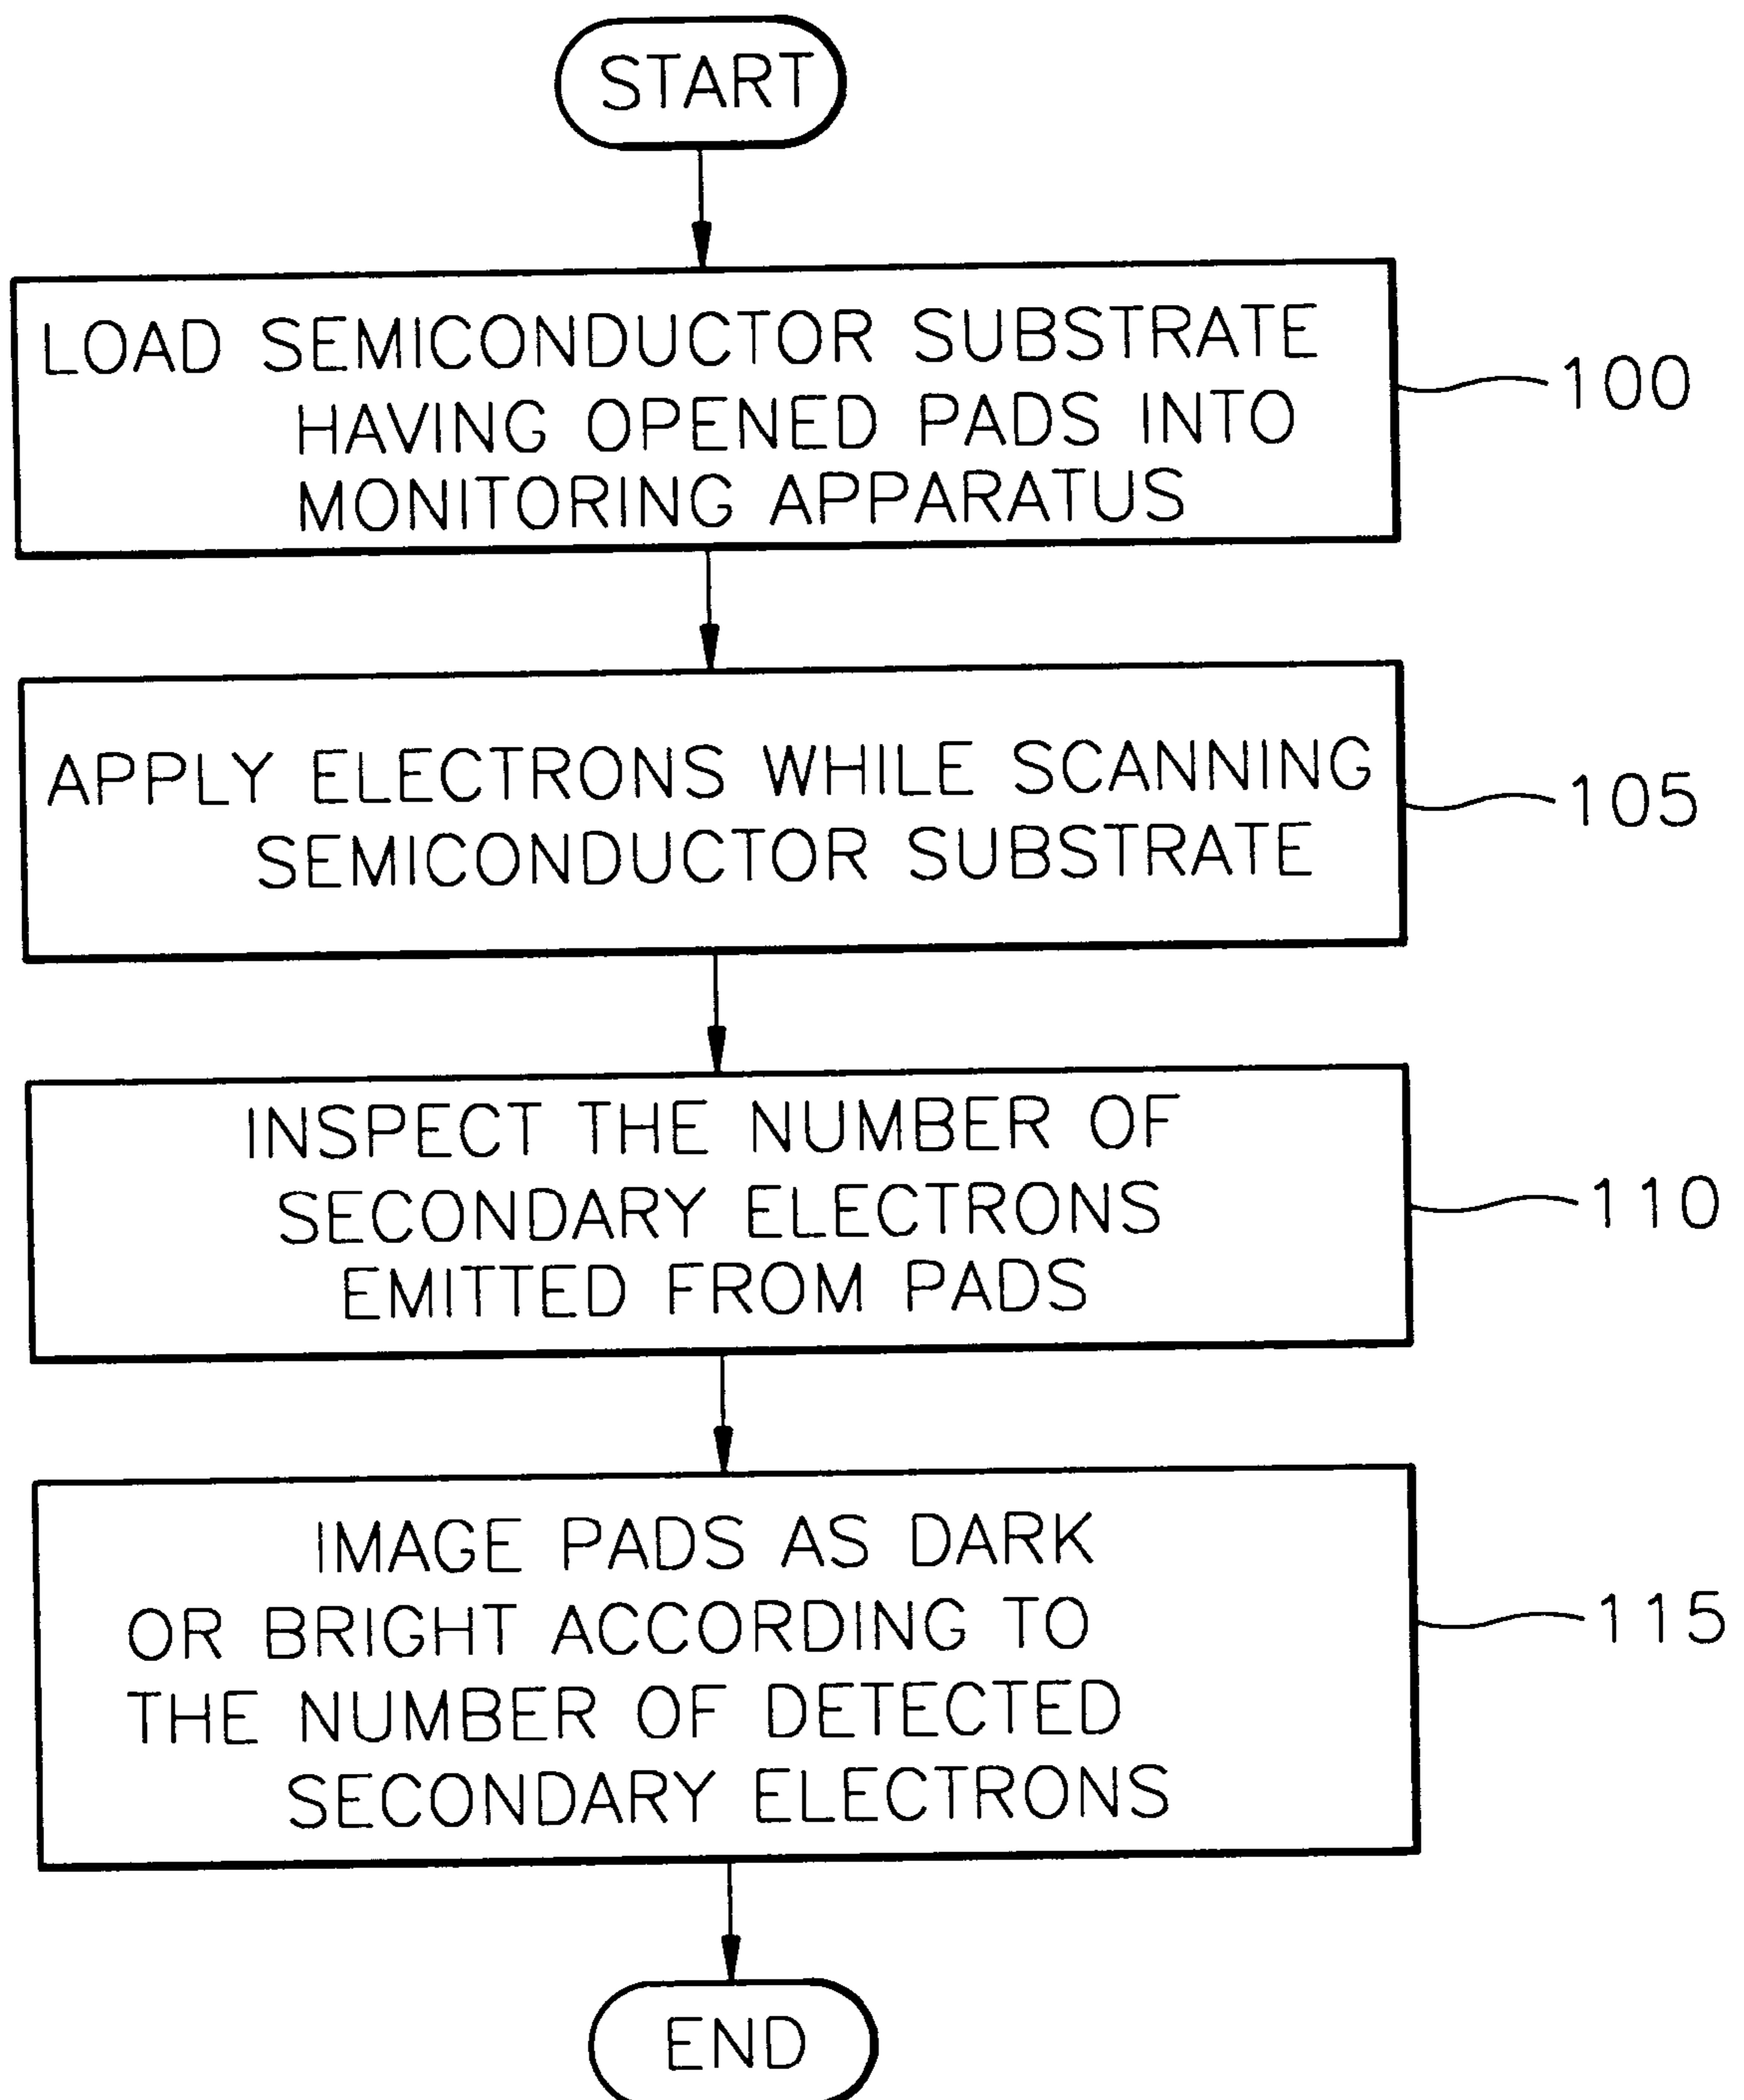 START
LOAD SEMICONDUCTOR SUBSTRATE
HAVING OPENED PADS INTO
MONITORING APPARATUS
100
APPLY ELECTRONS WHILE SCANNING
SEMICONDUCTOR SUBSTRATE
105
INSPECT THE NUMBER OF
SECONDARY ELECTRONS
EMITTED FROM PADS
110
IMAGE PADS AS DARK
OR BRIGHT ACCORDING TO
THE NUMBER OF DETECTED
SECONDARY ELECTRONS
115
END